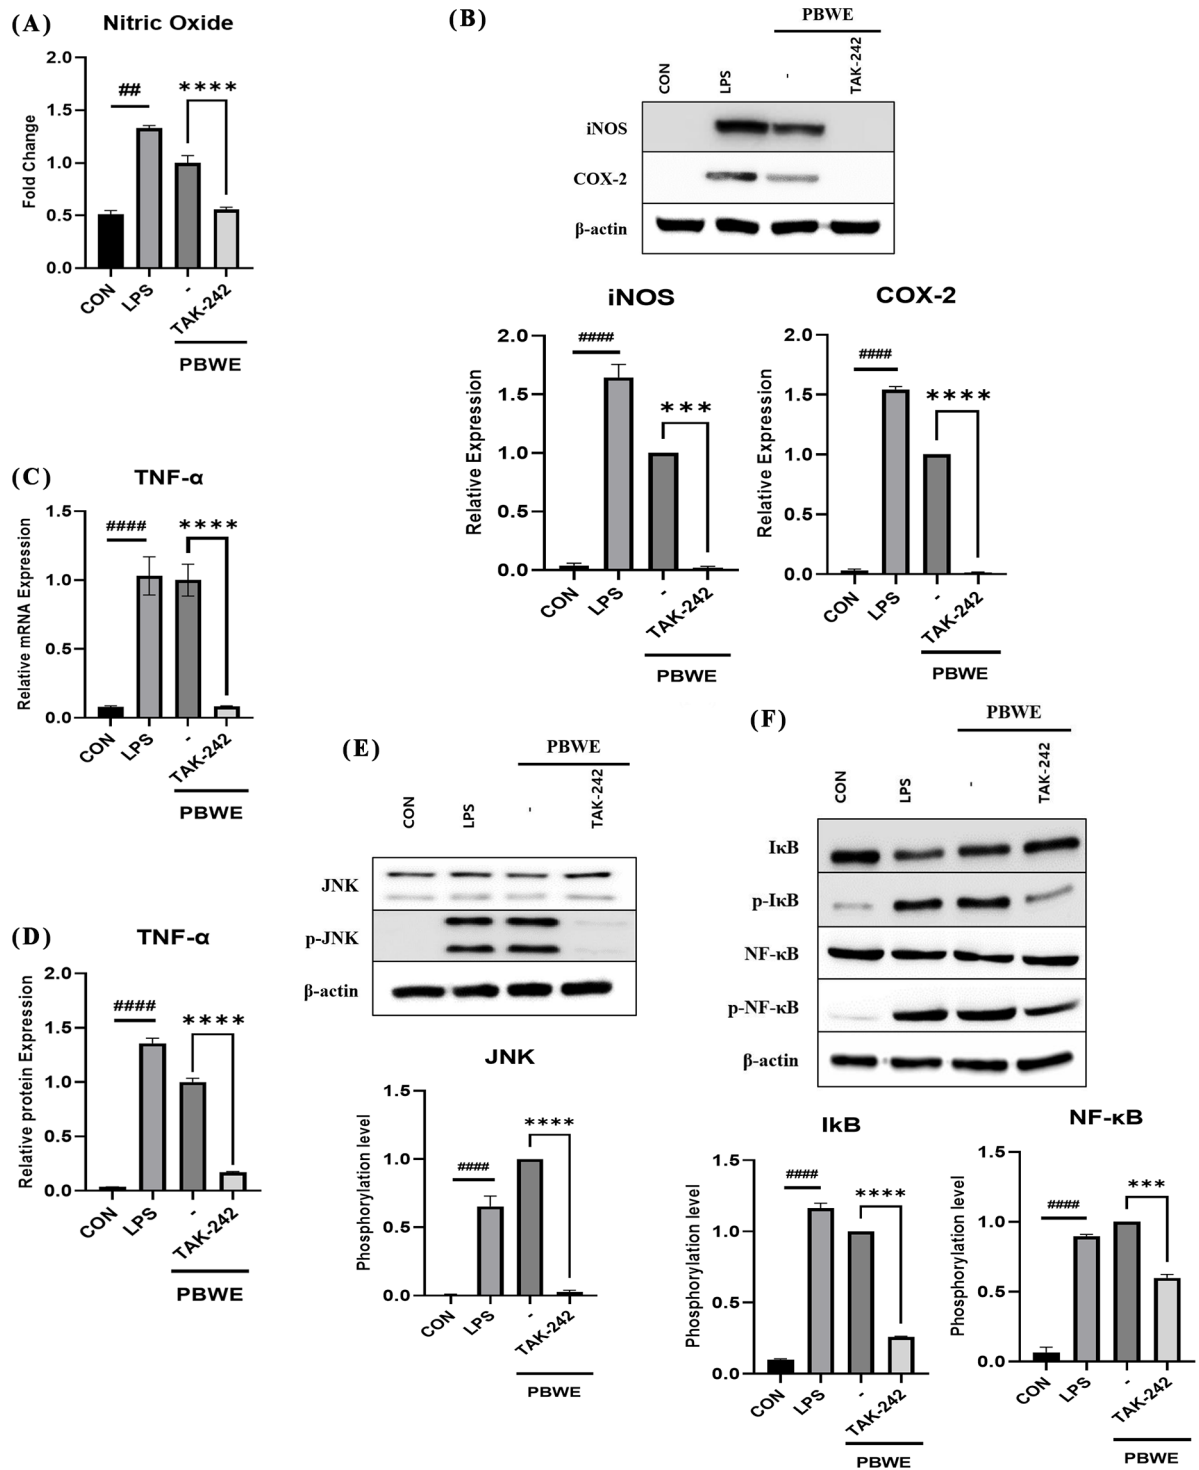 (A)
Nitric Oxide
Fold Change
2.0
1.5
1.0
0.5
0.0
##
****
CON
LPS
-
TAK-242
PBWE
(B)
PBWE
CON
LPS
-
TAK-242
iNOS
COX-2
β-actin
iNOS
Relative Expression
2.0
1.5
1.0
0.5
0.0
####
***
CON
LPS
-
TAK-242
PBWE
COX-2
Relative Expression
2.0
1.5
1.0
0.5
0.0
####
****
CON
LPS
-
TAK-242
PBWE
(C)
TNF-α
Relative mRNA Expression
1.5
1.0
0.5
0.0
####
****
CON
LPS
-
TAK-242
PBWE
(D)
TNF-α
Relative protein Expression
2.0
1.5
1.0
0.5
0.0
####
****
CON
LPS
-
TAK-242
PBWE
(E)
PBWE
CON
LPS
-
TAK-242
JNK
p-JNK
β-actin
JNK
Phosphorylation level
1.5
1.0
0.5
0.0
####
****
CON
LPS
-
TAK-242
PBWE
(F)
PBWE
CON
LPS
-
TAK-242
IκB
p-IκB
NF-κB
p-NF-κB
β-actin
IkB
Phosphorylation level
1.5
1.0
0.5
0.0
####
****
CON
LPS
-
TAK-242
PBWE
NF-κB
Phosphorylation level
1.5
1.0
0.5
0.0
####
***
CON
LPS
-
TAK-242
PBWE